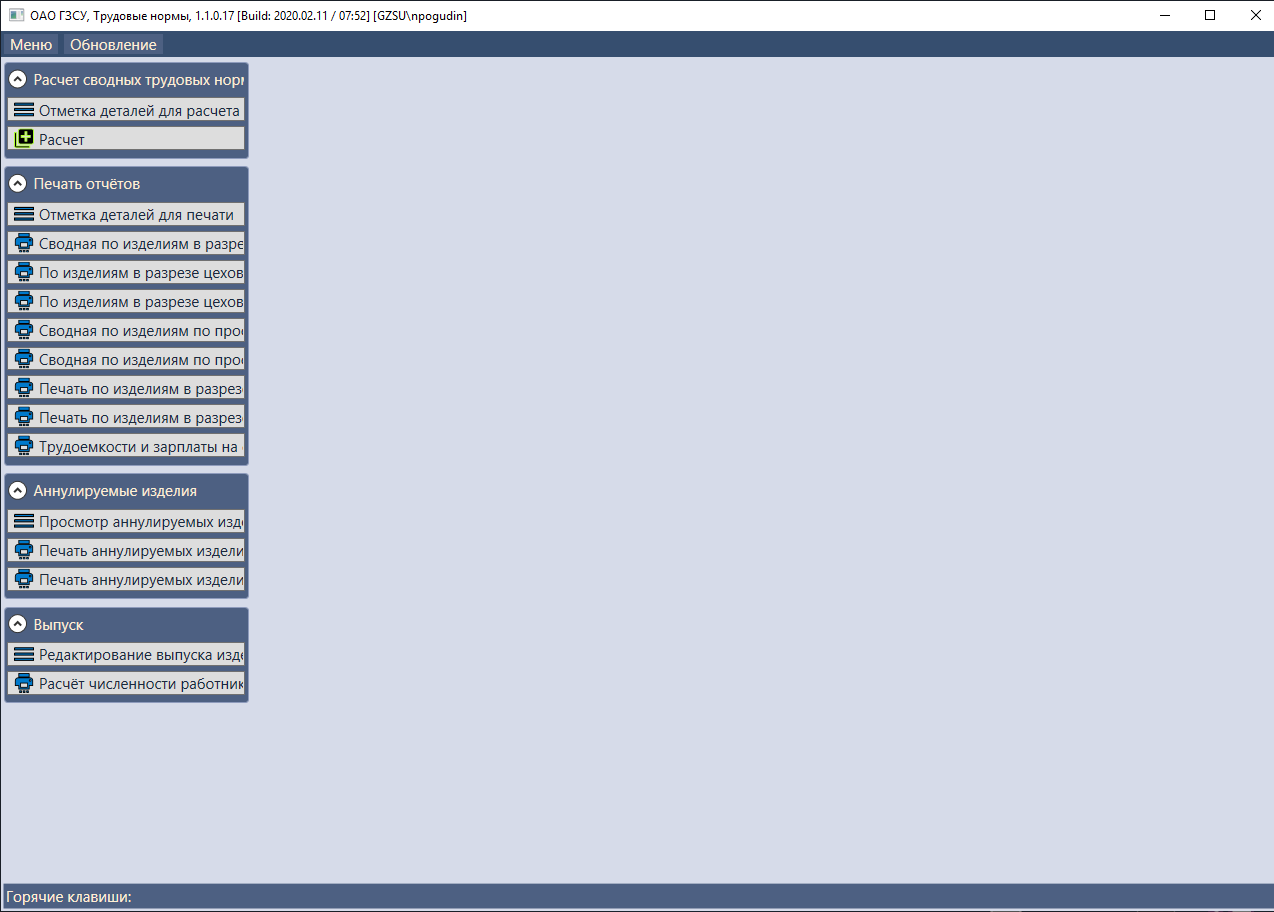 ОАО ГЗСУ, Трудовые нормы, 1.1.0.17 [Build: 2020.02.11 / 07:52] [GZSU\npogudin]
Меню Обновление
Расчет сводных трудовых норм
Отметка деталей для расчета
Расчет
Печать отчётов
Отметка деталей для печати
Сводная по изделиям в разре
По изделиям в разрезе цехов
По изделиям в разрезе цехов
Сводная по изделиям по про
Сводная по изделиям по про
Печать по изделиям в разрез
Печать по изделиям в разрез
Трудоемкости и зарплаты на
Аннулируемые изделия
Просмотр аннулируемых изд
Печать аннулируемых издели
Печать аннулируемых издели
Выпуск
Редактирование выпуска изд
Расчёт численности работник
Горячие клавиши: